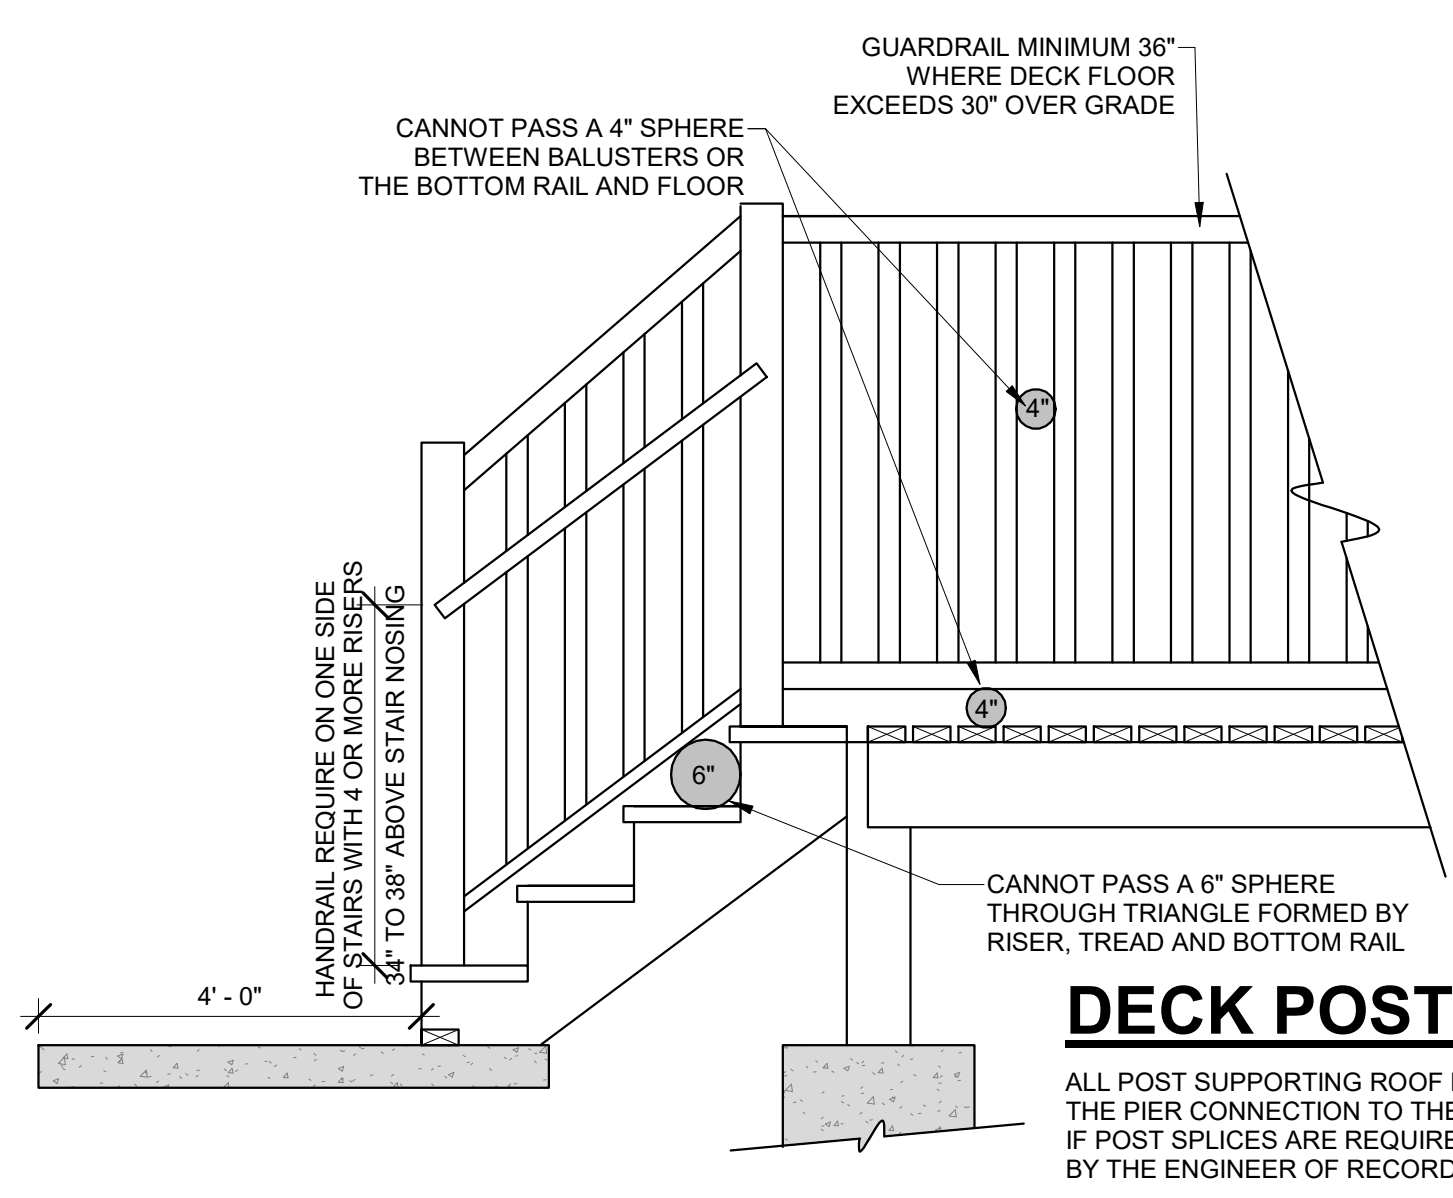 GUARDRAIL MINIMUM 36"
WHERE DECK FLOOR
EXCEEDS 30" OVER GRADE
CANNOT PASS A 4" SPHERE
BETWEEN BALUSTERS OR
THE BOTTOM RAIL AND FLOOR
4"
4"
6"
HANDRAIL REQUIRE ON ONE SIDE
OF STAIRS WITH 4 OR MORE RISERS
34" TO 38" ABOVE STAIR NOSING
CANNOT PASS A 6" SPHERE
THROUGH TRIANGLE FORMED BY
RISER, TREAD AND BOTTOM RAIL
4' - 0"
DECK POST
ALL POST SUPPORTING ROOF
THE PIER CONNECTION TO THE
IF POST SPLICES ARE
BY THE ENGINEER OF RECORD